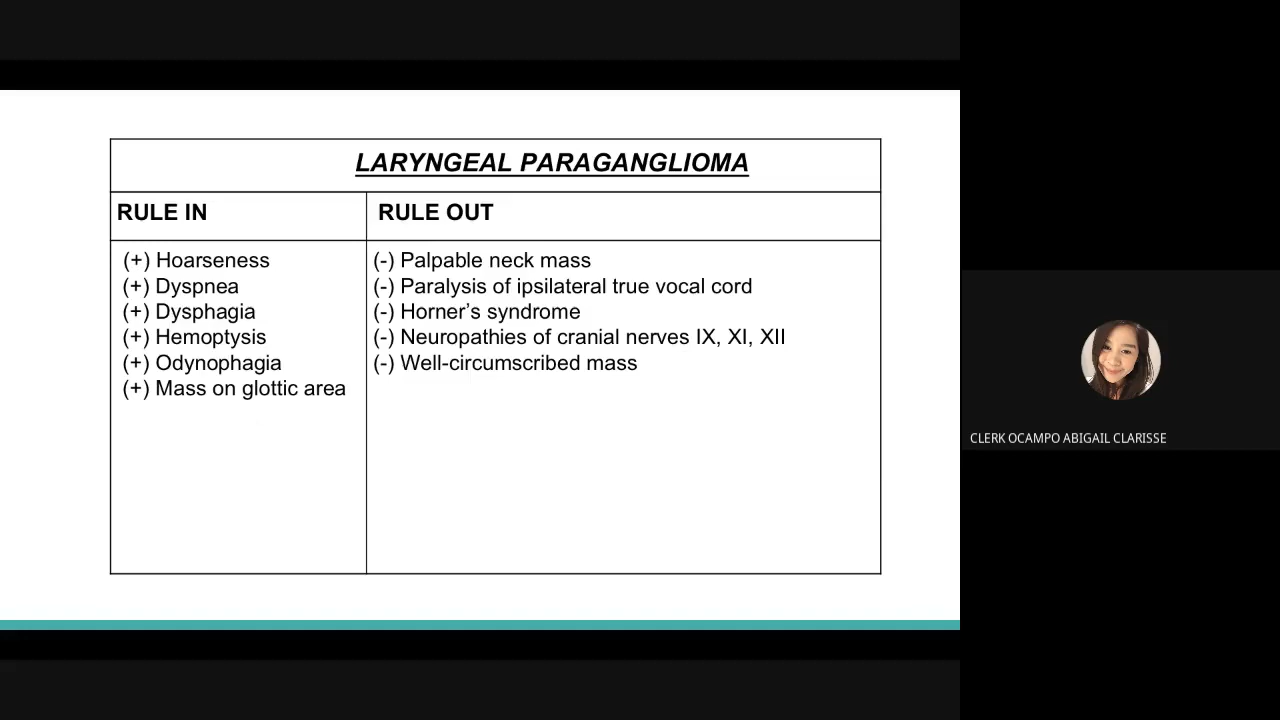 LARYNGEAL PARAGANGLIOMA
RULE IN
RULE OUT
(+) Hoarseness
(+) Dyspnea
(+) Dysphagia
(+) Hemoptysis
(+) Odynophagia
(+) Mass on glottic area
(-) Palpable neck mass
(-) Paralysis of ipsilateral true vocal cord
(-) Horner’s syndrome
(-) Neuropathies of cranial nerves IX, XI, XII
(-) Well-circumscribed mass
CLERK OCAMPO ABIGAIL CLARISSE